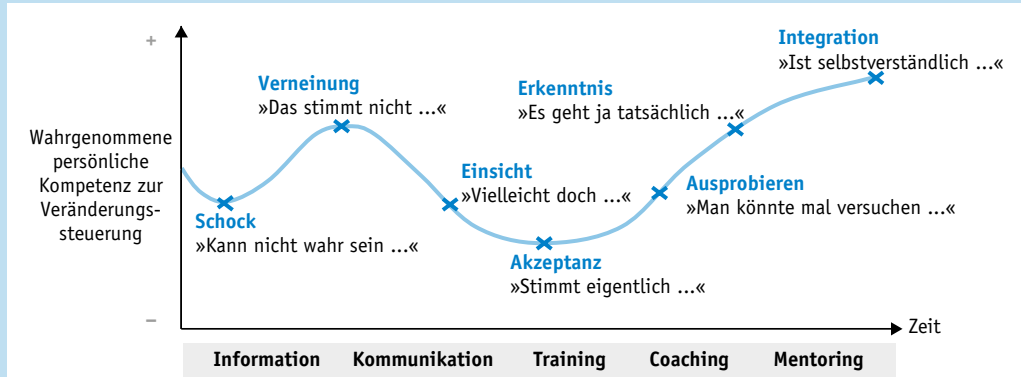 +
Wahrgenommene
persönliche
Kompetenz zur
Veränderungs-
steuerung
–
Schock
»Kann nicht wahr sein ...«
Verneinung
»Das stimmt nicht ...«
Einsicht
»Vielleicht doch ...«
Akzeptanz
»Stimmt eigentlich ...«
Ausprobieren
»Man könnte mal versuchen ...«
Erkenntnis
»Es geht ja tatsächlich ...«
Integration
»Ist selbstverständlich ...«
Zeit
Information Kommunikation Training Coaching Mentoring